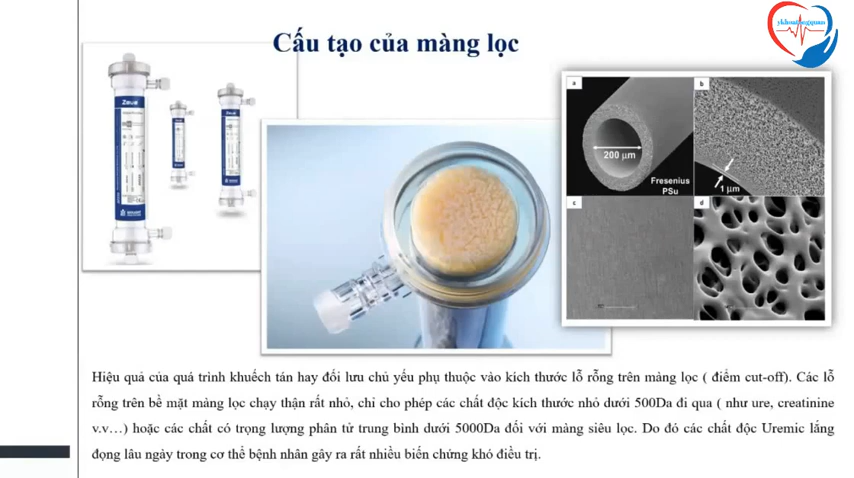 Cấu tạo của màng lọc
ykhoatongquan
a
b
200 µm
Fresenius
PSu
1 µm
c
d
Hiệu quả của quá trình khuếch tán hay đối lưu chủ yếu phụ thuộc vào kích thước lỗ rỗng trên màng lọc ( điểm cut-off). Các lỗ
rỗng trên bề mặt màng lọc chạy thận rất nhỏ, chỉ cho phép các chất độc kích thước nhỏ dưới 500Da đi qua ( như ure, creatinine
v.v…) hoặc các chất có trọng lượng phân tử trung bình dưới 5000Da đối với màng siêu lọc. Do đó các chất độc Uremic lắng
đọng lâu ngày trong cơ thể bệnh nhân gây ra rất nhiều biến chứng khó điều trị.